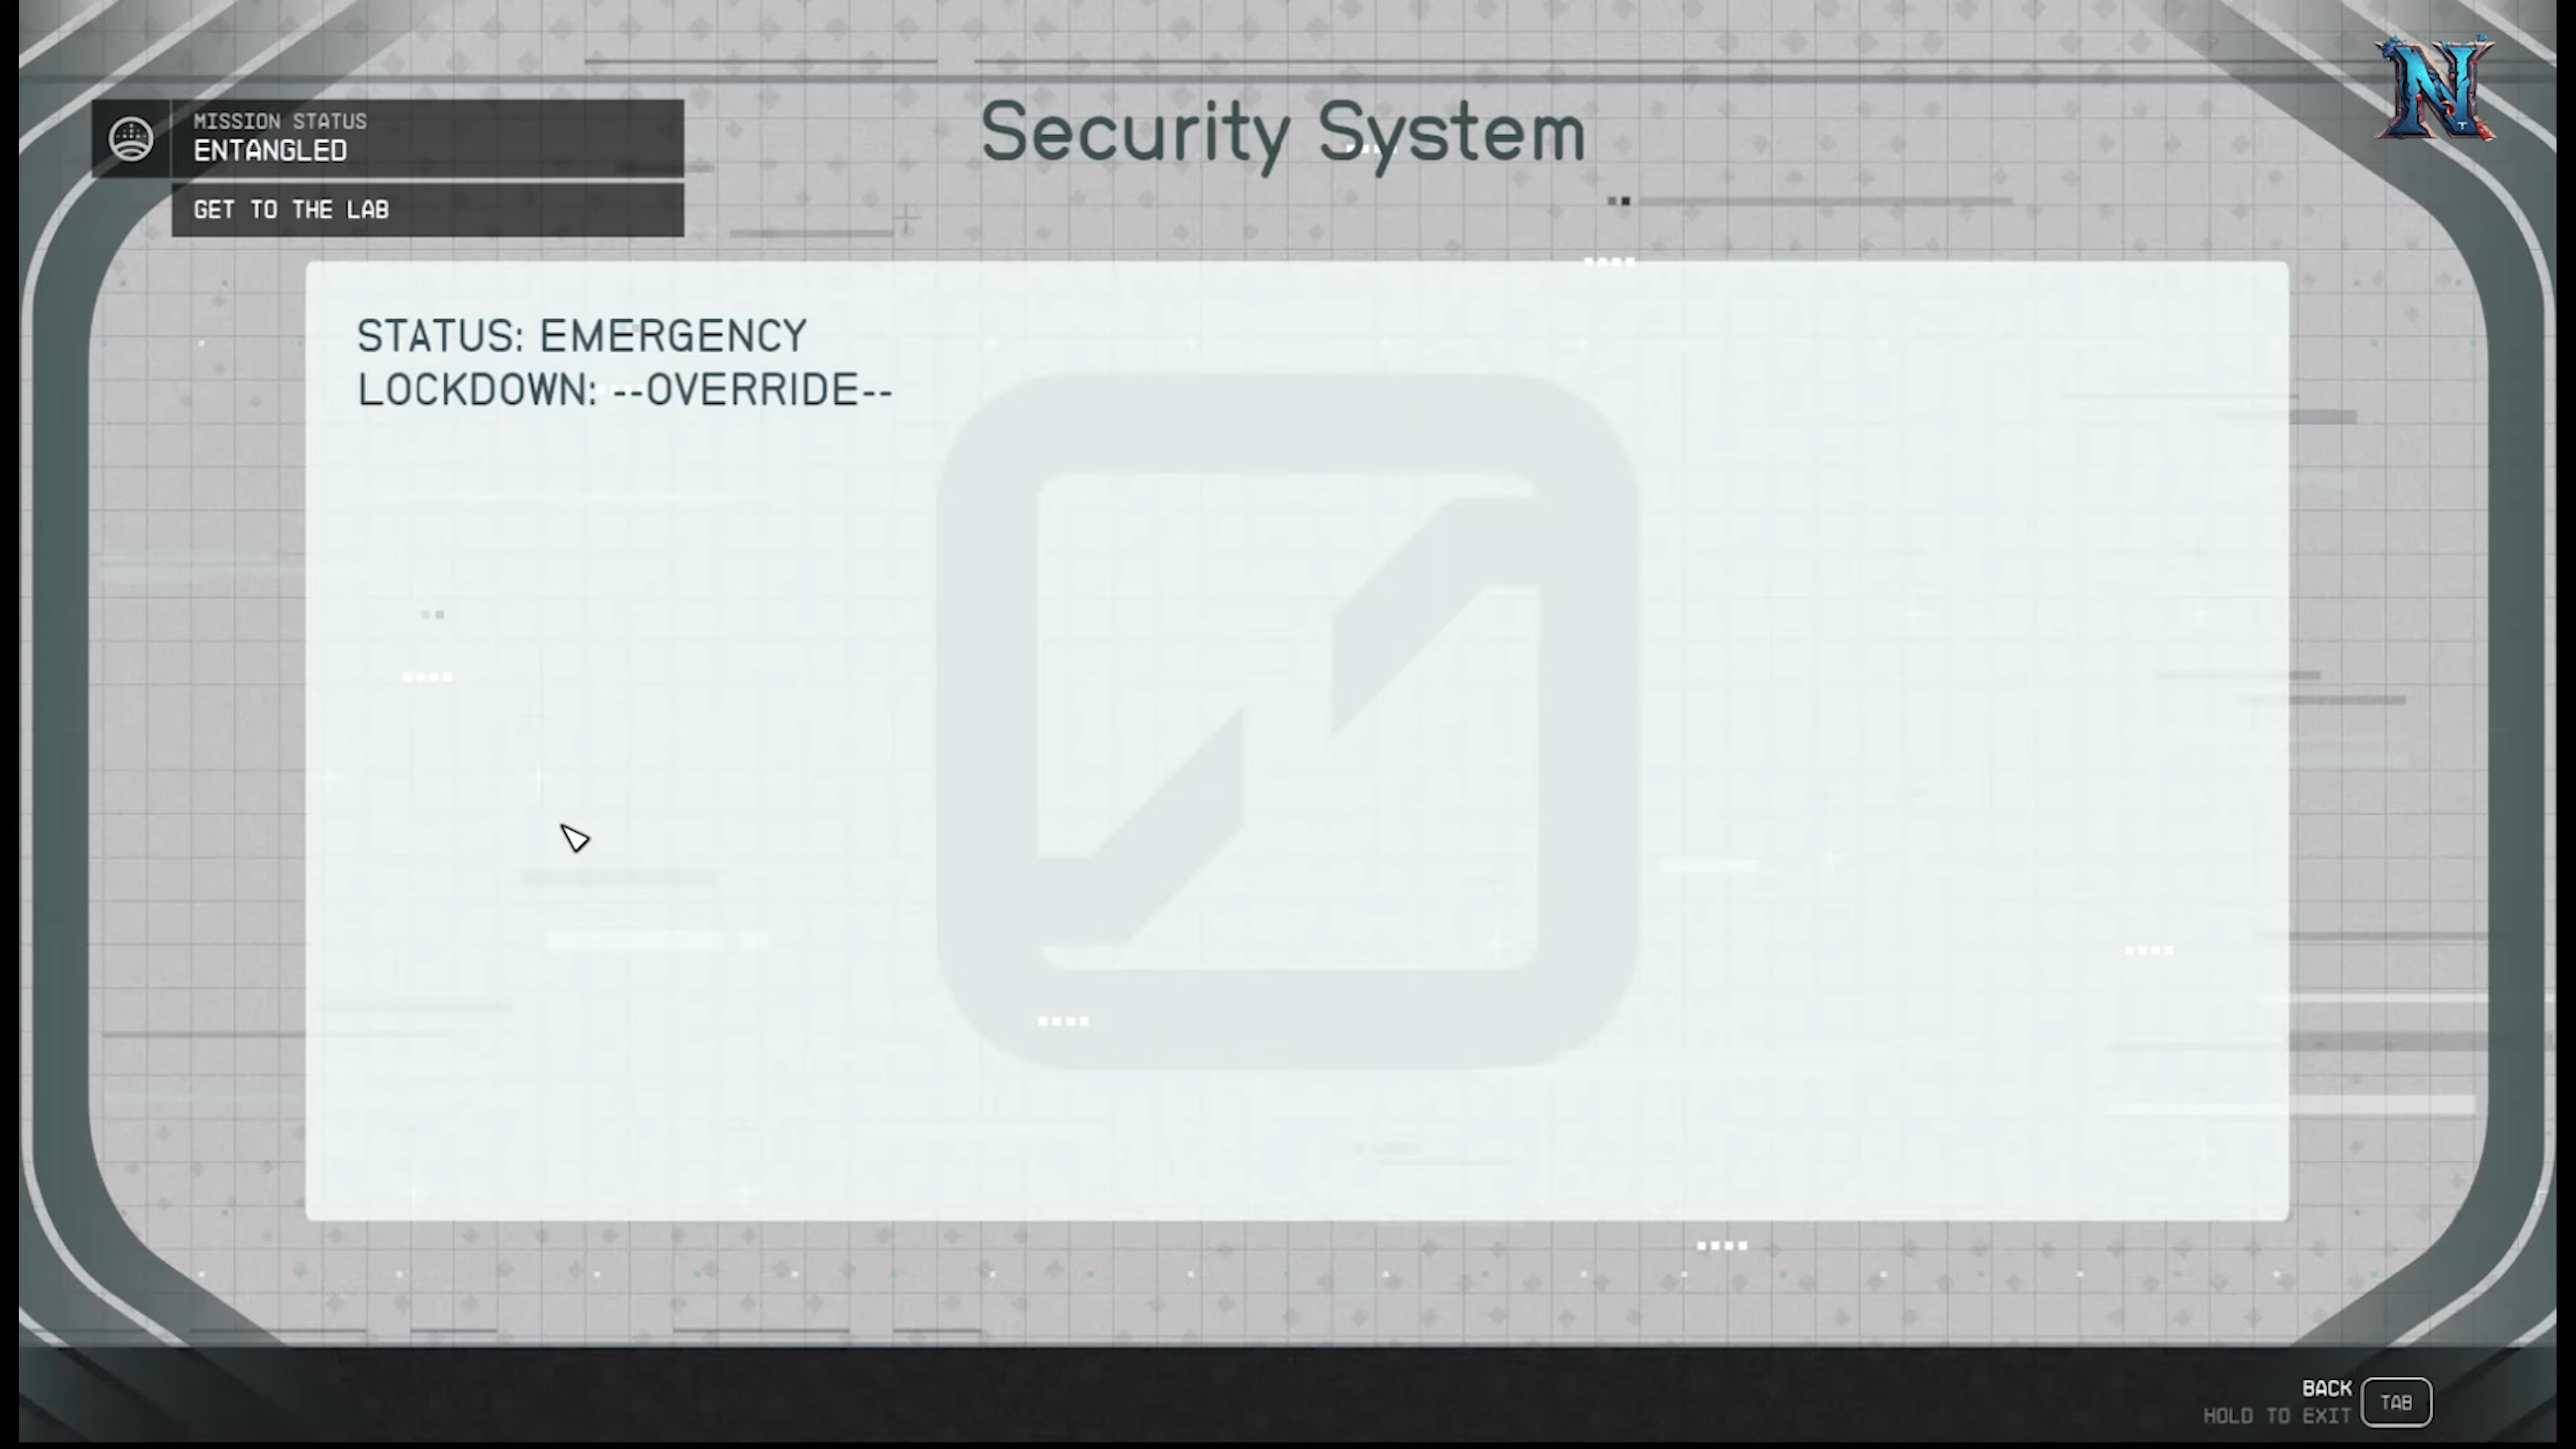 MISSION STATUS
ENTANGLED
GET TO THE LAB
Security System
N
STATUS: EMERGENCY
LOCKDOWN: --OVERRIDE--
BACK
HOLD TO EXIT
TAB